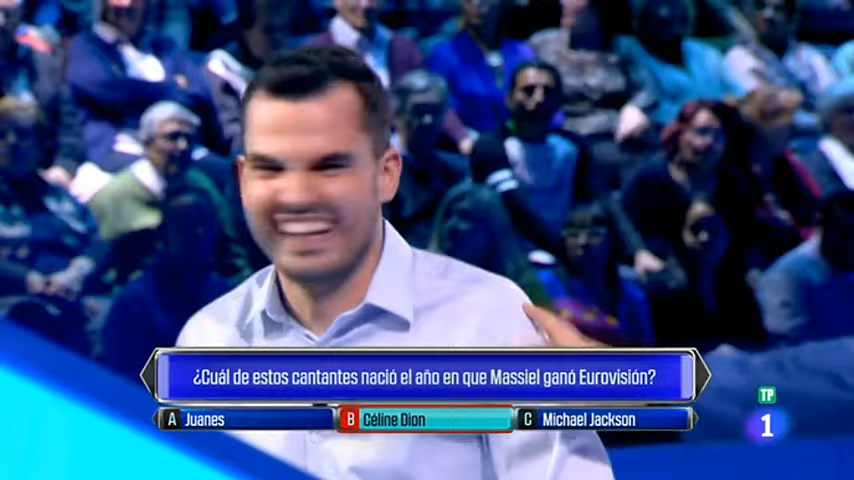 ¿Cuál de estos cantantes nació el año en que Massiel ganó Eurovisión?
A Juanes
B Céline Dion
C Michael Jackson
TP
1